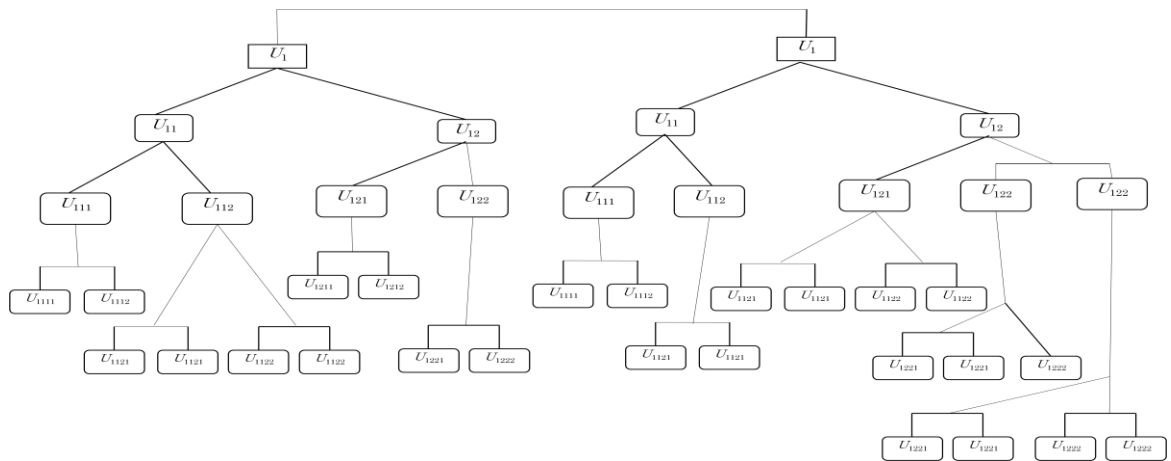 U₁ U₁
U₁₁ U₁₂ U₁₁ U₁₂
U₁₁₁ U₁₁₂ U₁₂₁ U₁₂₂ U₁₁₁ U₁₁₂ U₁₂₁ U₁₂₂ U₁₂₂
U₁₁₁₁ U₁₁₁₂ U₁₂₁₁ U₁₂₁₂ U₁₁₁₁ U₁₁₁₂ U₁₁₂₁ U₁₁₂₁ U₁₁₂₂ U₁₁₂₂
U₁₁₂₁ U₁₁₂₁ U₁₁₂₂ U₁₁₂₂ U₁₂₂₁ U₁₂₂₂ U₁₁₂₁ U₁₁₂₁ U₁₂₂₁ U₁₂₂₁ U₁₂₂₂
U₁₂₂₁ U₁₂₂₁ U₁₂₂₂ U₁₂₂₂